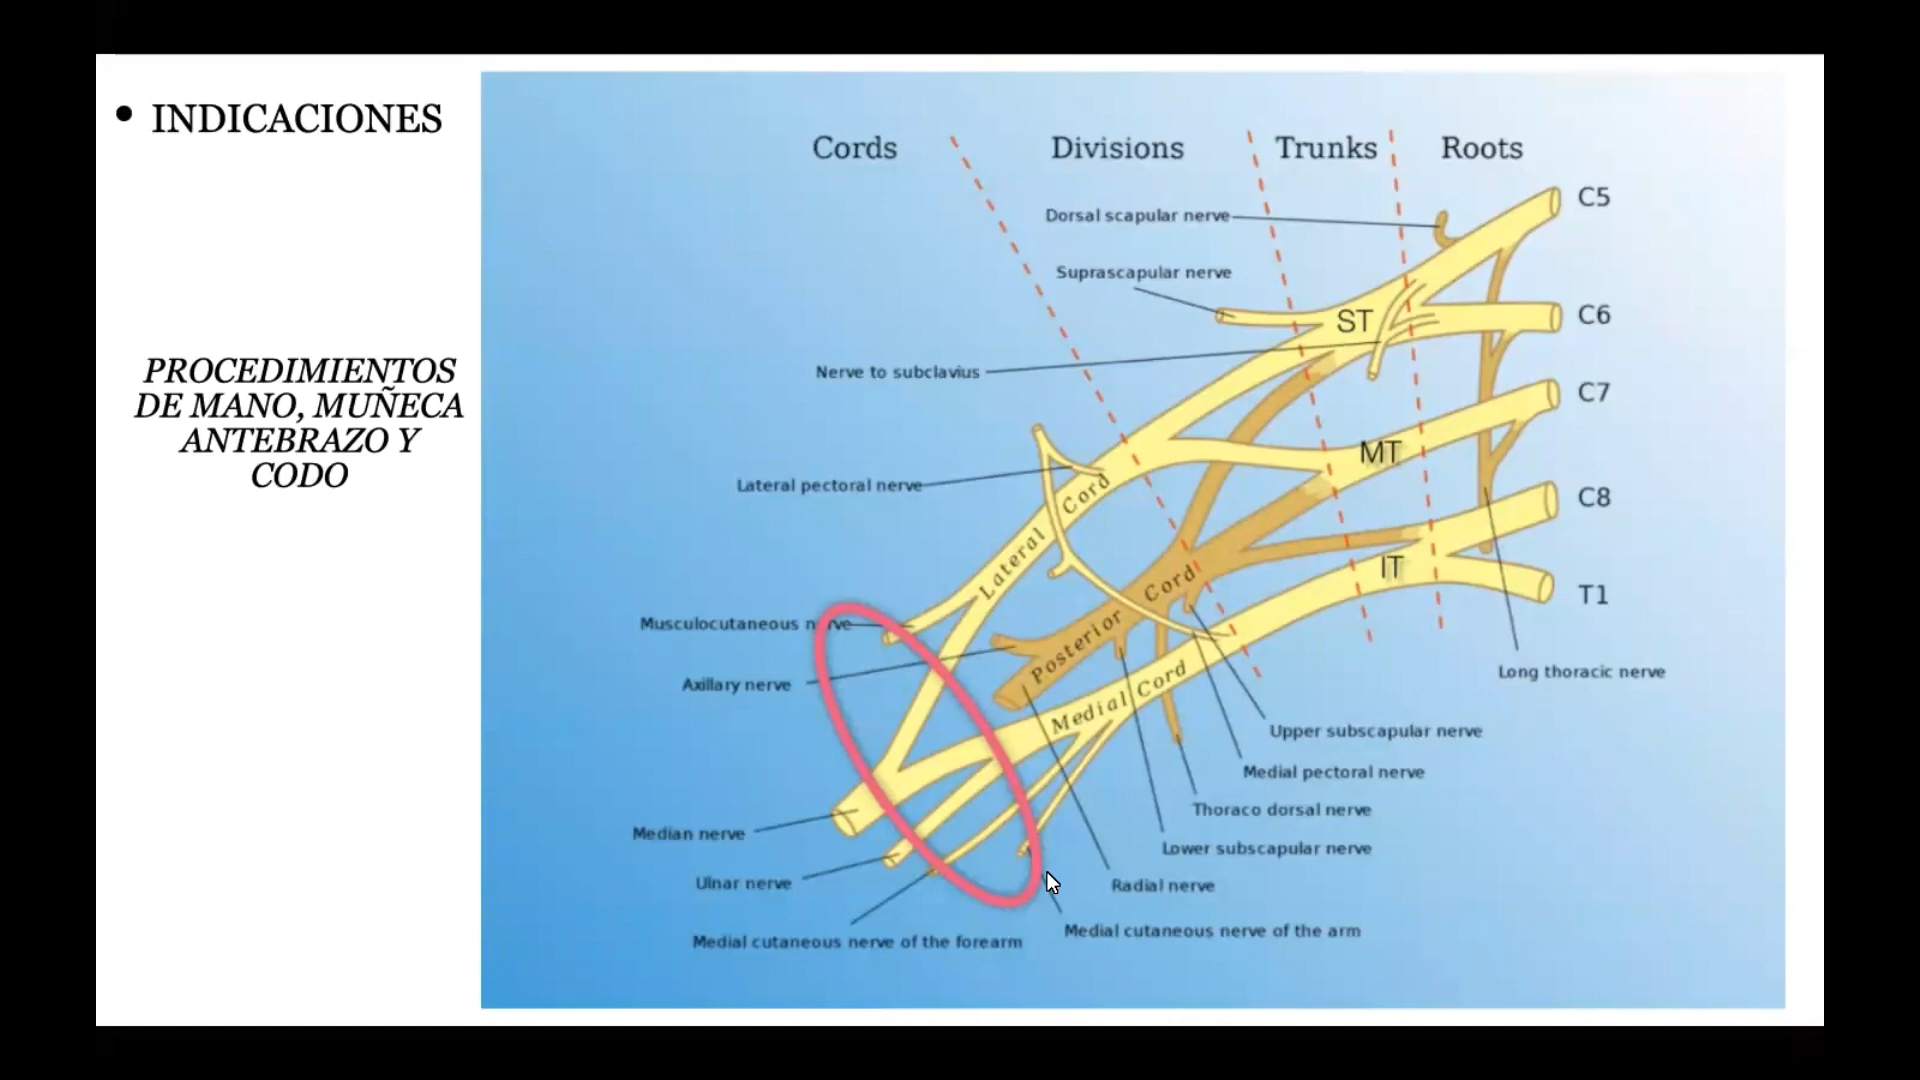 • INDICACIONES
PROCEDIMIENTOS
DE MANO, MUÑECA
ANTEBRAZO Y
CODO
Cords
Divisions
Trunks
Roots
C5
Dorsal scapular nerve
Suprascapular nerve
ST
C6
Nerve to subclavius
C7
MT
Lateral pectoral nerve
C8
Lateral Cord
IT
Posterior Cord
T1
Musculocutaneous nerve
Medial Cord
Long thoracic nerve
Axillary nerve
Upper subscapular nerve
Medial pectoral nerve
Thoraco dorsal nerve
Median nerve
Lower subscapular nerve
Ulnar nerve
Radial nerve
Medial cutaneous nerve of the arm
Medial cutaneous nerve of the forearm